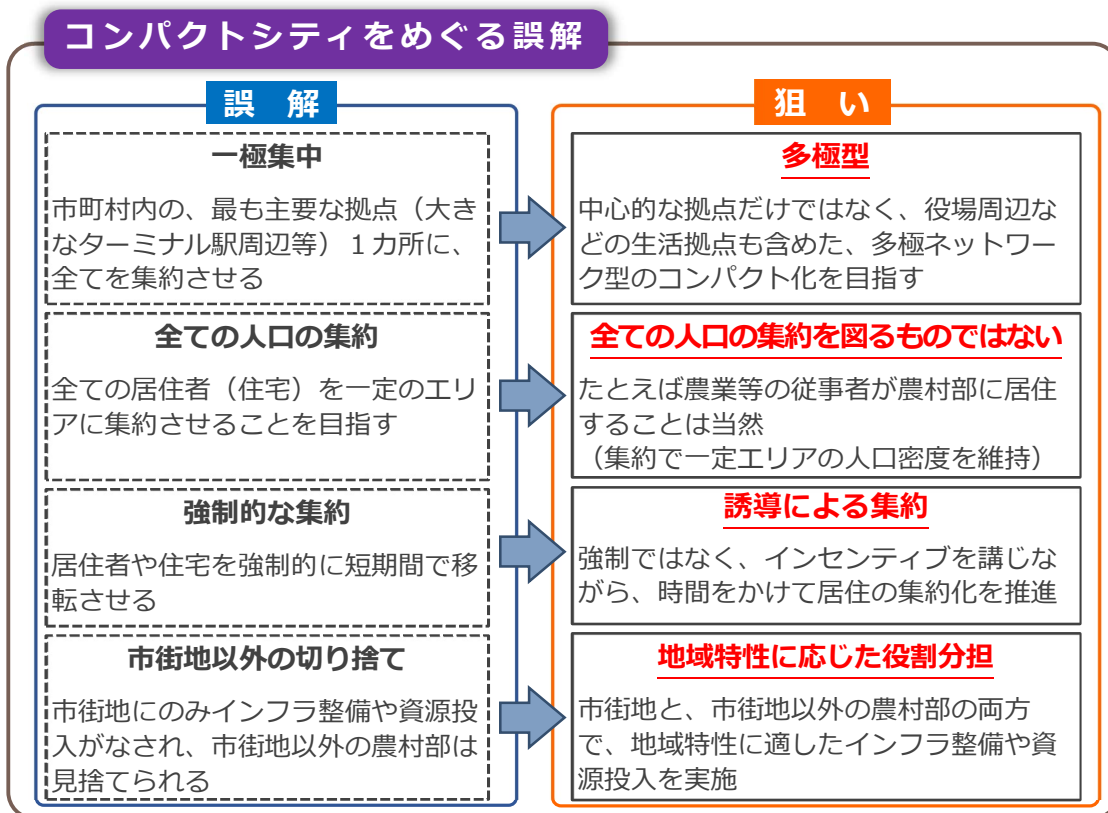 コンパクトシティをめぐる誤解
誤 解
一極集中
市町村内の、最も主要な拠点（大き
なターミナル駅周辺等）１カ所に、
全てを集約させる
全ての人口の集約
全ての居住者（住宅）を一定のエリ
アに集約させることを目指す
強制的な集約
居住者や住宅を強制的に短期間で移
転させる
市街地以外の切り捨て
市街地にのみインフラ整備や資源投
入がなされ、市街地以外の農村部は
見捨てられる
狙 い
多極型
中心的な拠点だけではなく、役場周辺な
どの生活拠点も含めた、多極ネットワー
ク型のコンパクト化を目指す
全ての人口の集約を図るものではない
たとえば農業等の従事者が農村部に居住
することは当然
（集約で一定エリアの人口密度を維持）
誘導による集約
強制ではなく、インセンティブを講じな
がら、時間をかけて居住の集約化を推進
地域特性に応じた役割分担
市街地と、市街地以外の農村部の両方
で、地域特性に適したインフラ整備や資
源投入を実施